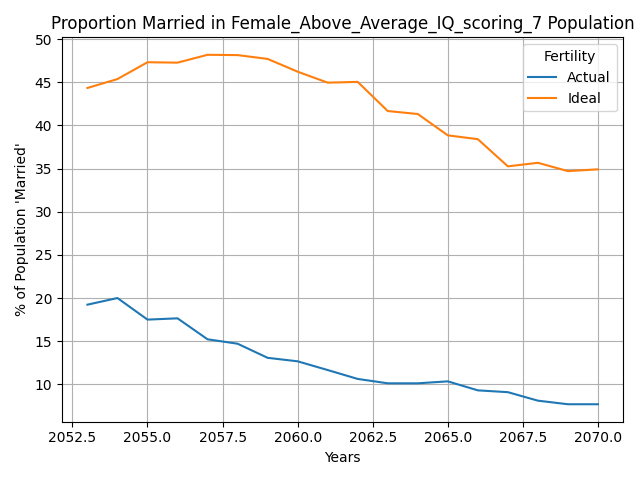 Proportion Married in Female_Above_Average_IQ_scoring_7 Population
Fertility
Actual
Ideal
% of Population 'Married'
50
45
40
35
30
25
20
15
10
2052.5 2055.0 2057.5 2060.0 2062.5 2065.0 2067.5 2070.0
Years